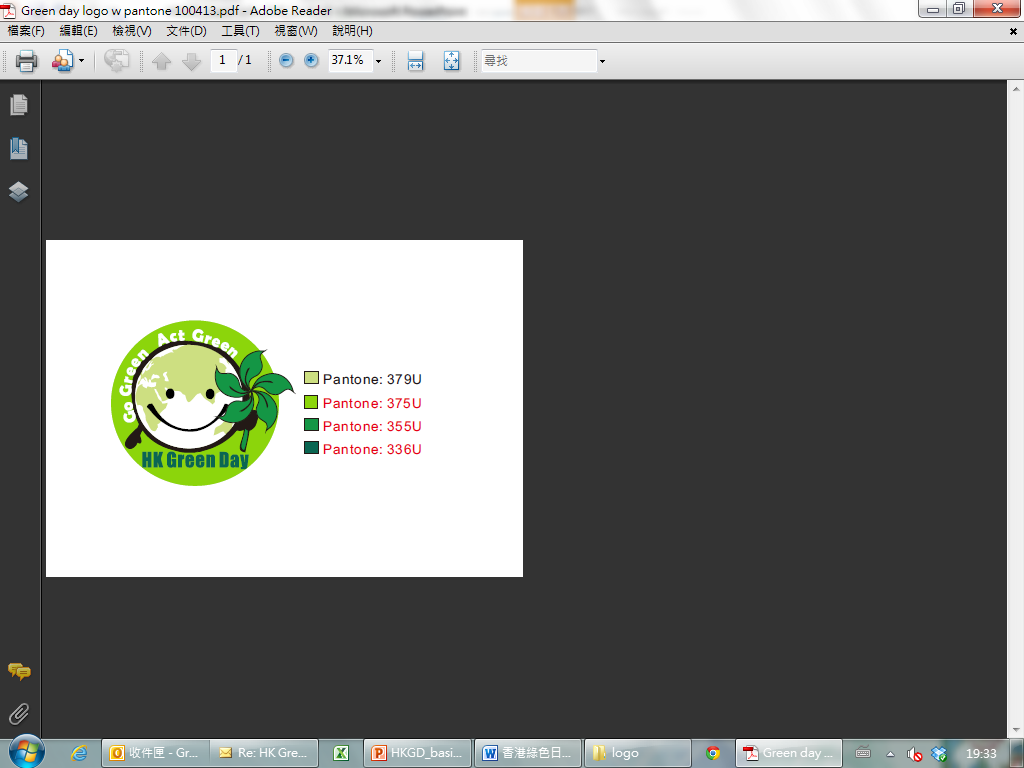 Green day logo w pantone 100413.pdf - Adobe Reader
檔案(F) 編輯(E) 檢視(V) 文件(D) 工具(T) 視窗(W) 說明(H)
1 / 1 37.1% 尋找
Go Green Act Green
HK Green Day
Pantone: 379U
Pantone: 375U
Pantone: 355U
Pantone: 336U
收件匣 - Gr... Re: HK Gre... HKGD_basi... 香港綠色日... logo Green day ... 19:33